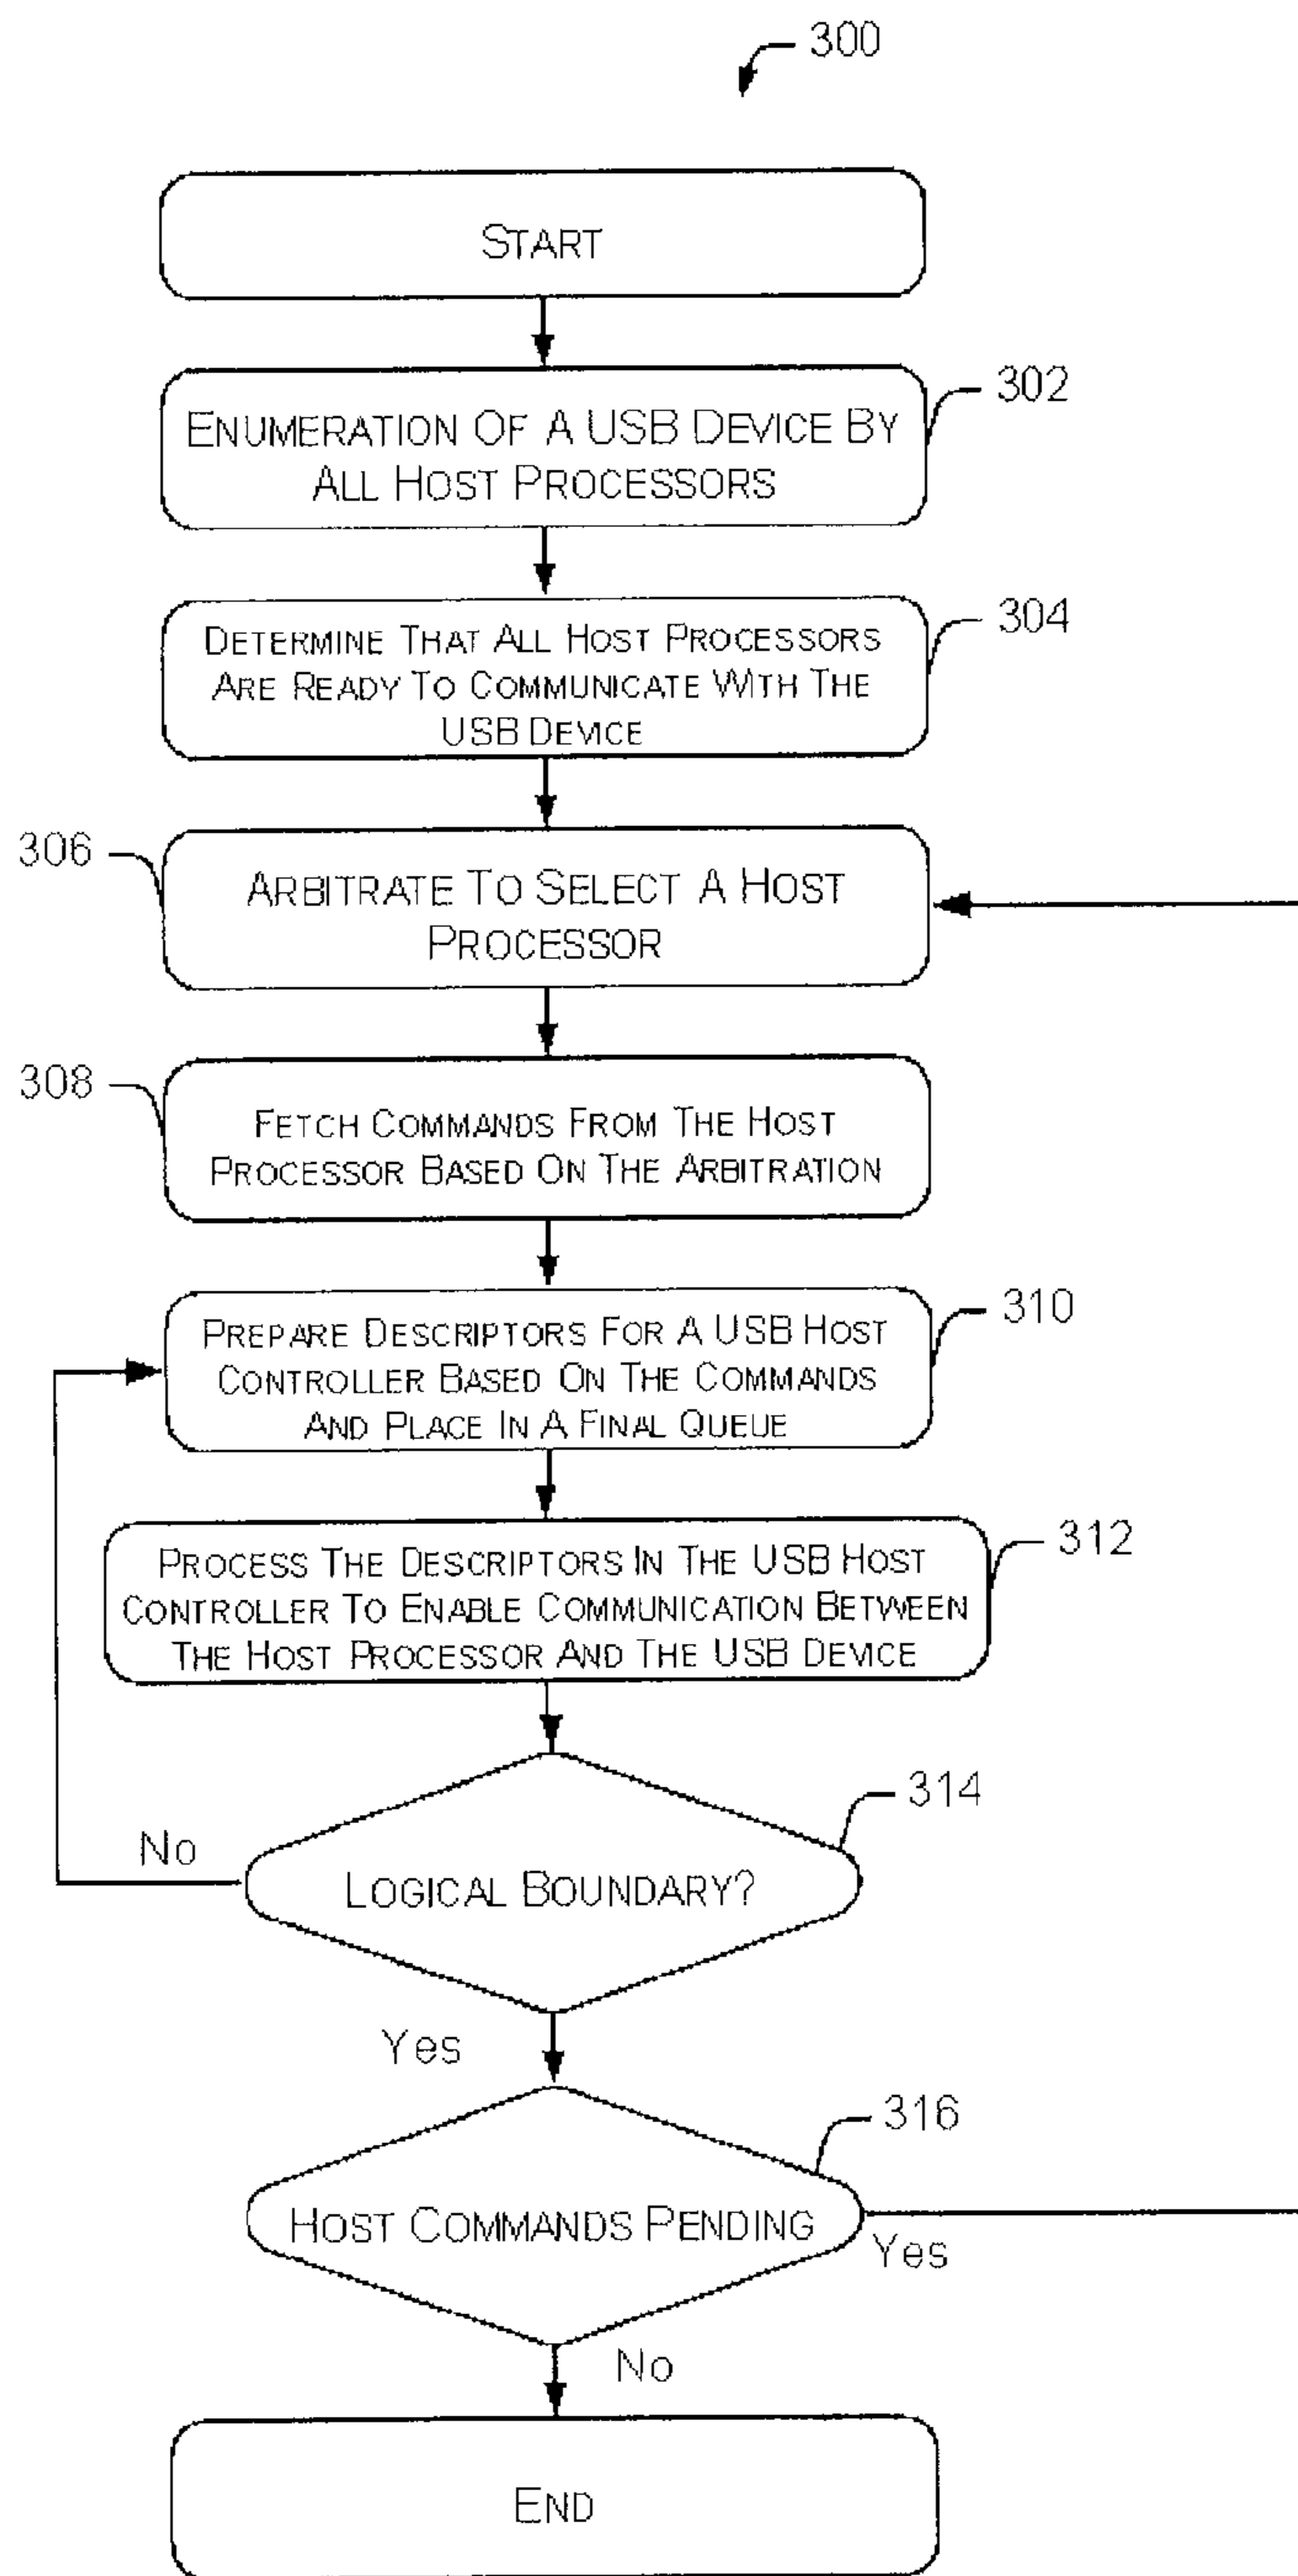 300
START
302
ENUMERATION OF A USB DEVICE BY
ALL HOST PROCESSORS
304
DETERMINE THAT ALL HOST PROCESSORS
ARE READY TO COMMUNICATE WITH THE
USB DEVICE
306
ARBITRATE TO SELECT A HOST
PROCESSOR
308
FETCH COMMANDS FROM THE HOST
PROCESSOR BASED ON THE ARBITRATION
310
PREPARE DESCRIPTORS FOR A USB HOST
CONTROLLER BASED ON THE COMMANDS
AND PLACE IN A FINAL QUEUE
312
PROCESS THE DESCRIPTORS IN THE USB HOST
CONTROLLER TO ENABLE COMMUNICATION BETWEEN
THE HOST PROCESSOR AND THE USB DEVICE
314
No
LOGICAL BOUNDARY?
Yes
316
HOST COMMANDS PENDING
Yes
No
END